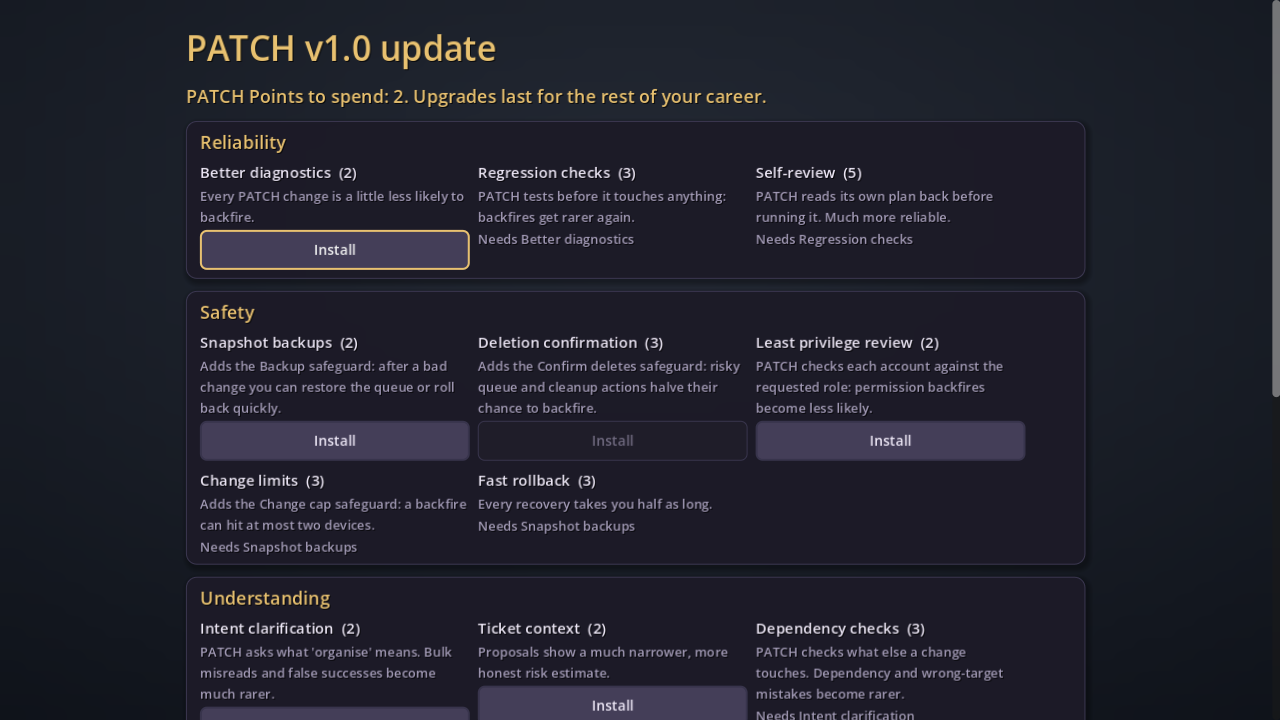 PATCH v1.0 update
PATCH Points to spend: 2. Upgrades last for the rest of your career.
Reliability
Better diagnostics (2)
Every PATCH change is a little less likely to
backfire.
Install
Regression checks (3)
PATCH tests before it touches anything:
backfires get rarer again.
Needs Better diagnostics
Self-review (5)
PATCH reads its own plan back before
running it. Much more reliable.
Needs Regression checks
Safety
Snapshot backups (2)
Adds the Backup safeguard: after a bad
change you can restore the queue or roll
back quickly.
Install
Deletion confirmation (3)
Adds the Confirm deletes safeguard: risky
queue and cleanup actions halve their
chance to backfire.
Install
Least privilege review (2)
PATCH checks each account against the
requested role: permission backfires
become less likely.
Install
Change limits (3)
Adds the Change cap safeguard: a backfire
can hit at most two devices.
Needs Snapshot backups
Fast rollback (3)
Every recovery takes you half as long.
Needs Snapshot backups
Understanding
Intent clarification (2)
PATCH asks what 'organise' means. Bulk
misreads and false successes become
much rarer.
Ticket context (2)
Proposals show a much narrower, more
honest risk estimate.
Install
Dependency checks (3)
PATCH checks what else a change
touches. Dependency and wrong-target
mistakes become rarer.
Needs Intent clarification